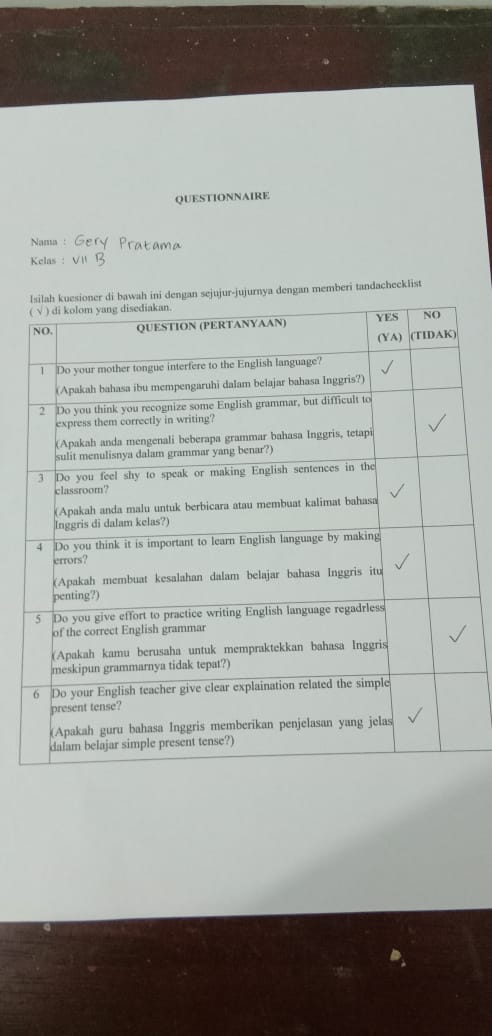 QUESTIONNAIRE
Nama : Gery Pratama
Kelas : VII B
Isilah kuesioner di bawah ini dengan sejujur-jujurnya dengan memberi tandachecklist
( √ ) di kolom yang disediakan.
NO. QUESTION (PERTANYAAN) YES (YA) NO (TIDAK)
1 Do your mother tongue interfere to the English language? ✓
(Apakah bahasa ibu mempengaruhi dalam belajar bahasa Inggris?)
2 Do you think you recognize some English grammar, but difficult to
express them correctly in writing? ✓
(Apakah anda mengenali beberapa grammar bahasa Inggris, tetapi
sulit menulisnya dalam grammar yang benar?)
3 Do you feel shy to speak or making English sentences in the
classroom? ✓
(Apakah anda malu untuk berbicara atau membuat kalimat bahasa
Inggris di dalam kelas?)
4 Do you think it is important to learn English language by making
errors? ✓
(Apakah membuat kesalahan dalam belajar bahasa Inggris itu
penting?)
5 Do you give effort to practice writing English language regadrless
of the correct English grammar ✓
(Apakah kamu berusaha untuk mempraktekkan bahasa Inggris
meskipun grammarnya tidak tepat?)
6 Do your English teacher give clear explaination related the simple
present tense? ✓
(Apakah guru bahasa Inggris memberikan penjelasan yang jelas
dalam belajar simple present tense?)